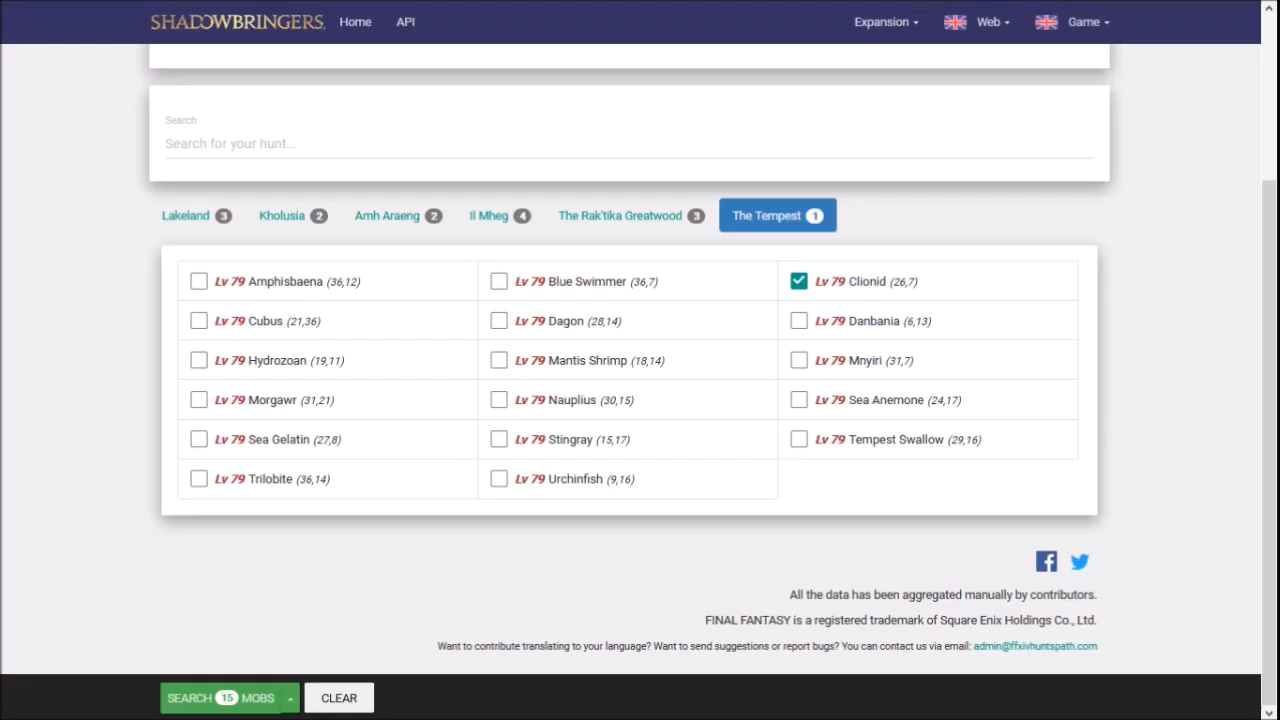 SHADOWBRINGERS. Home API Expansion Web Game
Search
Search for your hunt...
Lakeland 3 Kholusia 2 Amh Araeng 2 Il Mheg 4 The Rak'tika Greatwood 3 The Tempest 1
Lv 79 Amphisbaena (36,12) Lv 79 Blue Swimmer (36,7) Lv 79 Clionid (26,7)
Lv 79 Cubus (21,36) Lv 79 Dagon (28,14) Lv 79 Danbania (6,13)
Lv 79 Hydrozoan (19,11) Lv 79 Mantis Shrimp (18,14) Lv 79 Mnyiri (31,7)
Lv 79 Morgawr (31,21) Lv 79 Nauplius (30,15) Lv 79 Sea Anemone (24,17)
Lv 79 Sea Gelatin (27,8) Lv 79 Stingray (15,17) Lv 79 Tempest Swallow (29,16)
Lv 79 Trilobite (36,14) Lv 79 Urchinfish (9,16)
All the data has been aggregated manually by contributors.
FINAL FANTASY is a registered trademark of Square Enix Holdings Co., Ltd.
Want to contribute translating to your language? Want to send suggestions or report bugs? You can contact us via email: admin@ffxivhuntspath.com
SEARCH 15 MOBS CLEAR